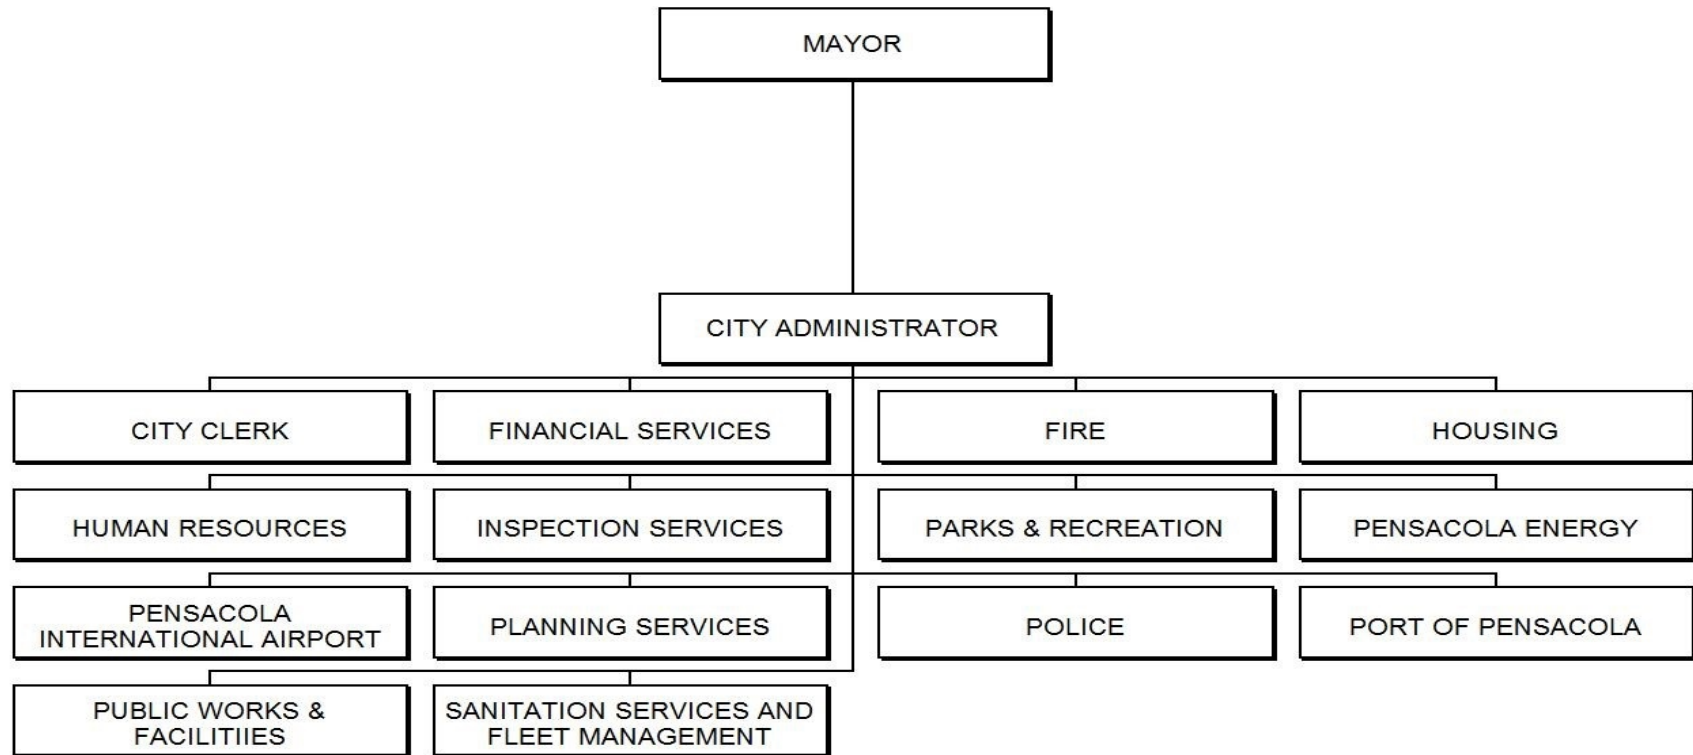 MAYOR
CITY ADMINISTRATOR
CITY CLERK
FINANCIAL SERVICES
FIRE
HOUSING
HUMAN RESOURCES
INSPECTION SERVICES
PARKS & RECREATION
PENSACOLA ENERGY
PENSACOLA
INTERNATIONAL AIRPORT
PLANNING SERVICES
POLICE
PORT OF PENSACOLA
PUBLIC WORKS &
FACILITIIES
SANITATION SERVICES AND
FLEET MANAGEMENT